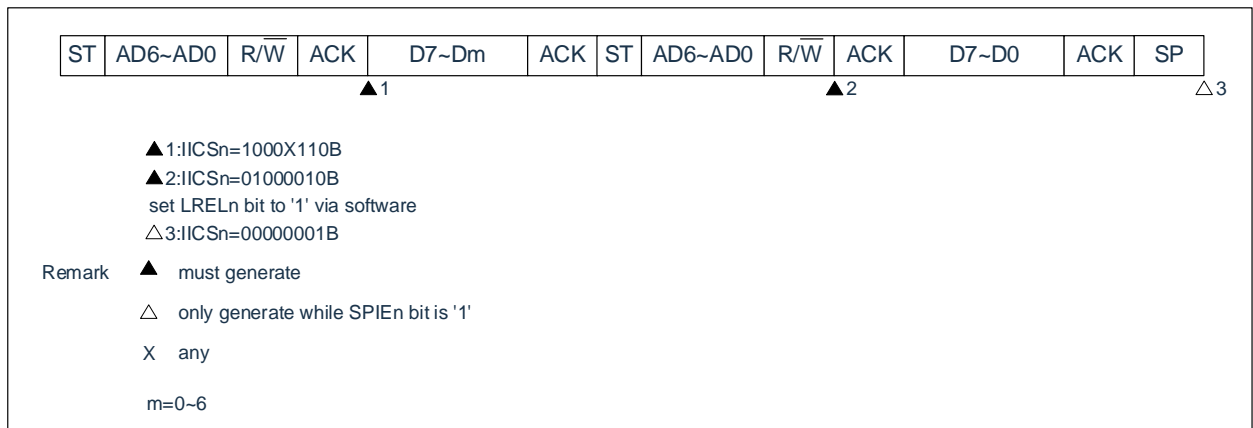 ST AD6~AD0 R/W̅ ACK D7~Dm ACK ST AD6~AD0 R/W̅ ACK D7~D0 ACK SP
▲1 ▲2 △3
▲1:IICSn=1000X110B
▲2:IICSn=01000010B
set LRELn bit to '1' via software
△3:IICSn=00000001B
Remark ▲ must generate
△ only generate while SPIEn bit is '1'
X any
m=0~6